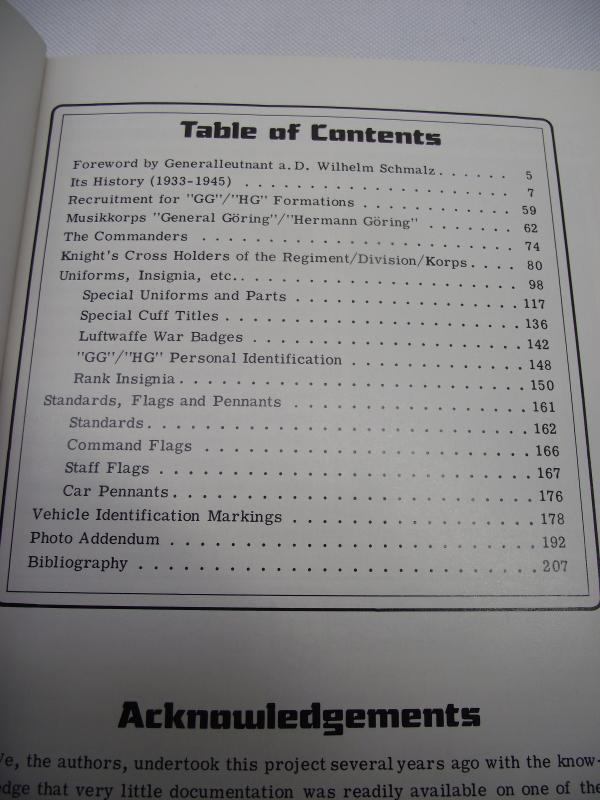 Table of Contents
Foreword by Generalleutnant a.D. Wilhelm Schmalz . . . . . . 5
Its History (1933-1945) . . . . . . . . . . . . . . . . . 7
Recruitment for "GG"/"HG" Formations . . . . . . . . . . 59
Musikkorps "General Göring"/"Hermann Göring" . . . . . . . 62
The Commanders . . . . . . . . . . . . . . . . . . . . 74
Knight's Cross Holders of the Regiment/Division/Korps . . . . 80
Uniforms, Insignia, etc. . . . . . . . . . . . . . . . . . 98
Special Uniforms and Parts . . . . . . . . . . . . . . . 117
Special Cuff Titles . . . . . . . . . . . . . . . . . . . 136
Luftwaffe War Badges . . . . . . . . . . . . . . . . . 142
"GG"/"HG" Personal Identification . . . . . . . . . . . 148
Rank Insignia . . . . . . . . . . . . . . . . . . . . . 150
Standards, Flags and Pennants . . . . . . . . . . . . . . 161
Standards . . . . . . . . . . . . . . . . . . . . . . . 162
Command Flags . . . . . . . . . . . . . . . . . . . . 166
Staff Flags . . . . . . . . . . . . . . . . . . . . . . 167
Car Pennants . . . . . . . . . . . . . . . . . . . . . 176
Vehicle Identification Markings . . . . . . . . . . . . . . 178
Photo Addendum . . . . . . . . . . . . . . . . . . . . . 192
Bibliography . . . . . . . . . . . . . . . . . . . . . . . 207
Acknowledgements
We, the authors, undertook this project several years ago with the know-
edge that very little documentation was readily available on one of the